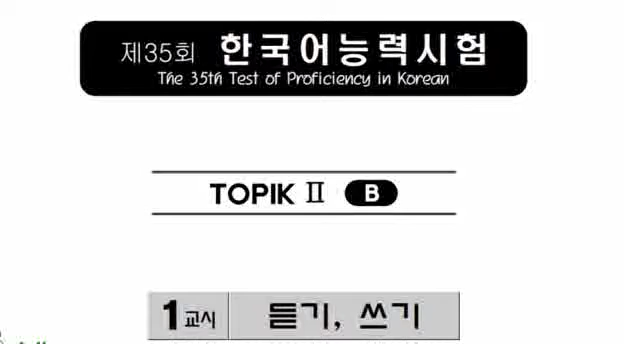 제35회 한국어능력시험
The 35th Test of Proficiency in Korean
TOPIK Ⅱ B
1교시 듣기, 쓰기